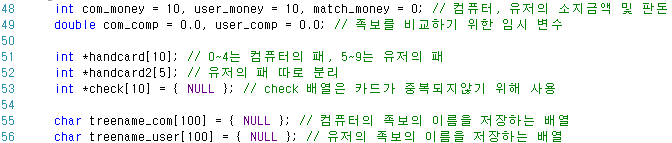 48 int com_money = 10, user_money = 10, match_money = 0; // 컴퓨터, 유저의 소지금액 및 판돈
49 double com_comp = 0.0, user_comp = 0.0; // 족보를 비교하기 위한 임시 변수
50
51 int *handcard[10]; // 0~4는 컴퓨터의 패, 5~9는 유저의 패
52 int *handcard2[5]; // 유저의 패 따로 분리
53 int *check[10] = { NULL }; // check 배열은 카드가 중복되지않기 위해 사용
54
55 char treename_com[100] = { NULL }; // 컴퓨터의 족보의 이름을 저장하는 배열
56 char treename_user[100] = { NULL }; // 유저의 족보의 이름을 저장하는 배열